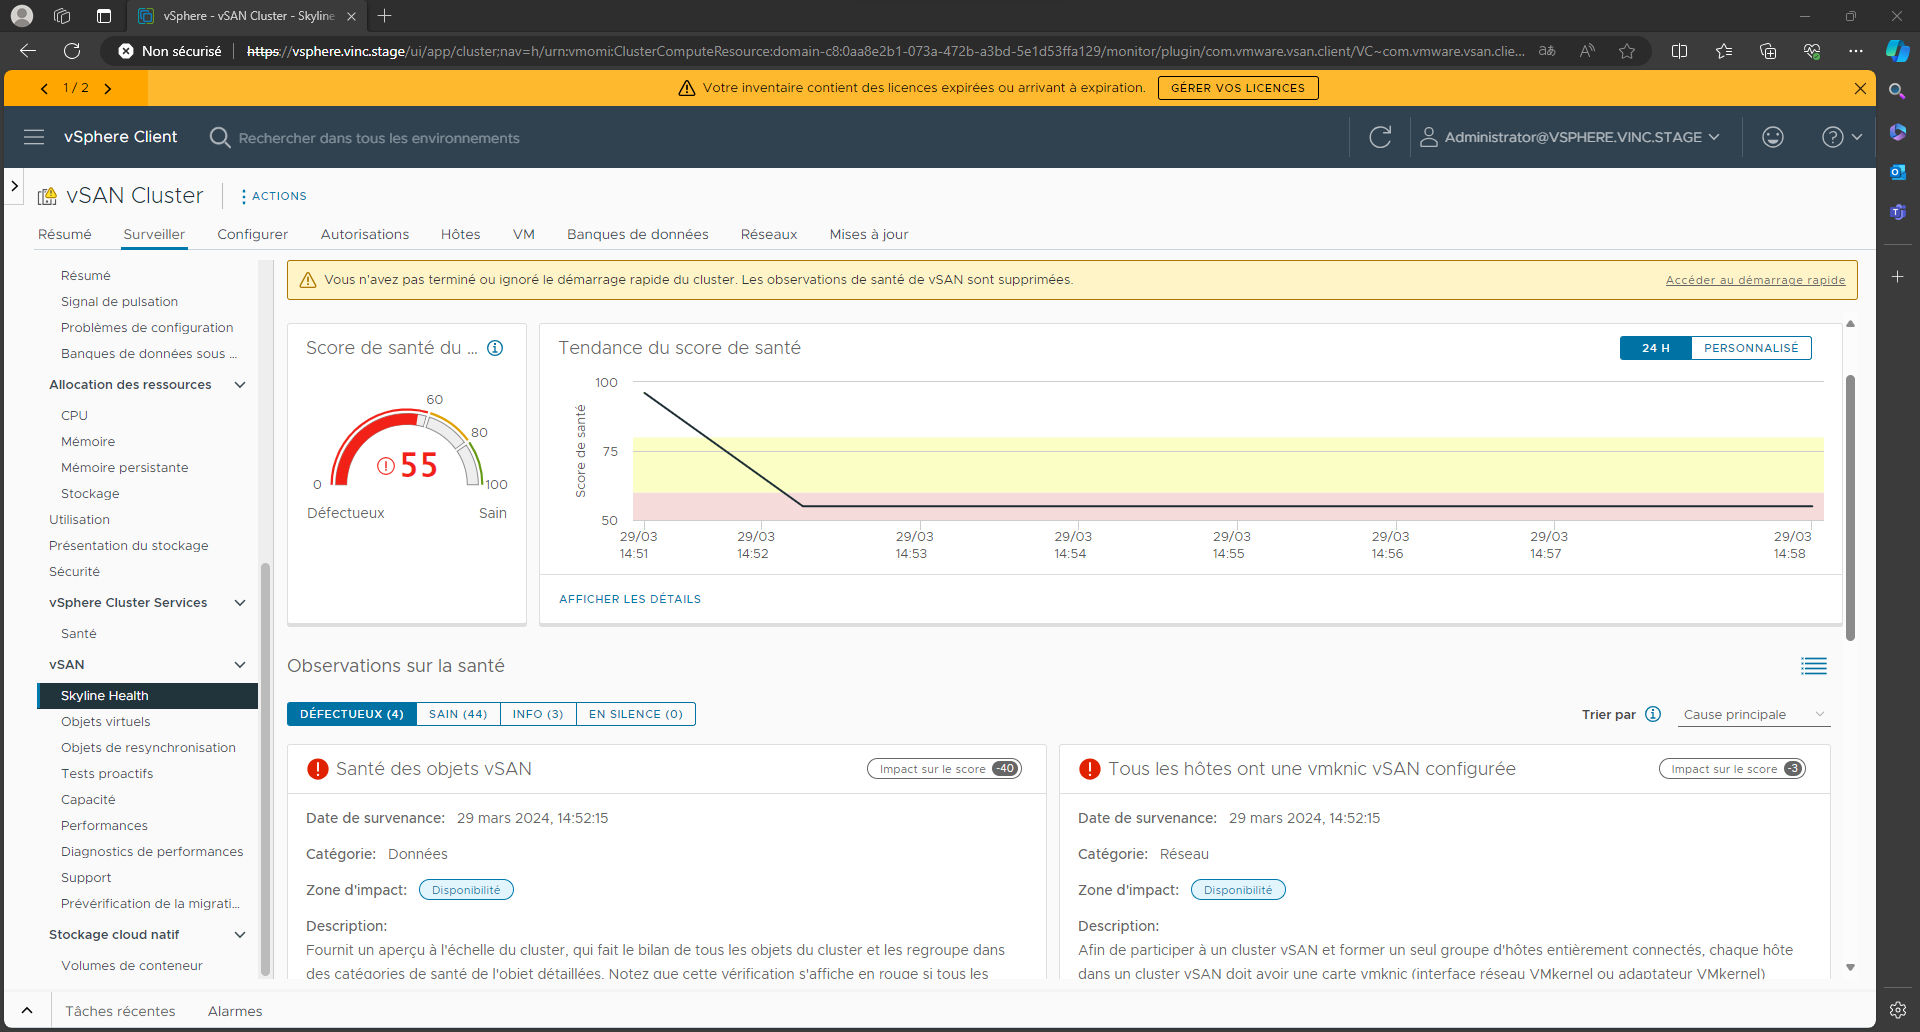 vSphere - vSAN Cluster - Skyline
Non sécurisé
https://vsphere.vinc.stage/ui/app/cluster;nav=h/urn:vmomi:ClusterComputeResource:domain-c8:0aa8e2b1-073a-472b-a3bd-5e1d53ffa129/monitor/plugin/com.vmware.vsan.client/VC~com.vmware.vsan.clie...
1 / 2
Votre inventaire contient des licences expirées ou arrivant à expiration.
GÉRER VOS LICENCES
vSphere Client
Rechercher dans tous les environnements
Administrator@VSPHERE.VINC.STAGE
vSAN Cluster
ACTIONS
Résumé
Surveiller
Configurer
Autorisations
Hôtes
VM
Banques de données
Réseaux
Mises à jour
Résumé
Signal de pulsation
Problèmes de configuration
Banques de données sous ...
Allocation des ressources
CPU
Mémoire
Mémoire persistante
Stockage
Utilisation
Présentation du stockage
Sécurité
vSphere Cluster Services
Santé
vSAN
Skyline Health
Objets virtuels
Objets de resynchronisation
Tests proactifs
Capacité
Performances
Diagnostics de performances
Support
Prévérification de la migrati...
Stockage cloud natif
Volumes de conteneur
Vous n'avez pas terminé ou ignoré le démarrage rapide du cluster. Les observations de santé de vSAN sont supprimées.
Accéder au démarrage rapide
Score de santé du ...
60
80
0
55
100
Défectueux
Sain
Tendance du score de santé
24 H
PERSONNALISÉ
Score de santé
100
75
50
29/03 14:51
29/03 14:52
29/03 14:53
29/03 14:54
29/03 14:55
29/03 14:56
29/03 14:57
29/03 14:58
AFFICHER LES DÉTAILS
Observations sur la santé
DÉFECTUEUX (4)
SAIN (44)
INFO (3)
EN SILENCE (0)
Trier par
Cause principale
Santé des objets vSAN
Impact sur le score -40
Date de survenance: 29 mars 2024, 14:52:15
Catégorie: Données
Zone d'impact: Disponibilité
Description:
Fournit un aperçu à l'échelle du cluster, qui fait le bilan de tous les objets du cluster et les regroupe dans
des catégories de santé de l'objet détaillées. Notez que cette vérification s'affiche en rouge si tous les
Tous les hôtes ont une vmknic vSAN configurée
Impact sur le score -3
Date de survenance: 29 mars 2024, 14:52:15
Catégorie: Réseau
Zone d'impact: Disponibilité
Description:
Afin de participer à un cluster vSAN et former un seul groupe d'hôtes entièrement connectés, chaque hôte
dans un cluster vSAN doit avoir une carte vmknic (interface réseau VMkernel ou adaptateur VMkernel)
Tâches récentes
Alarmes